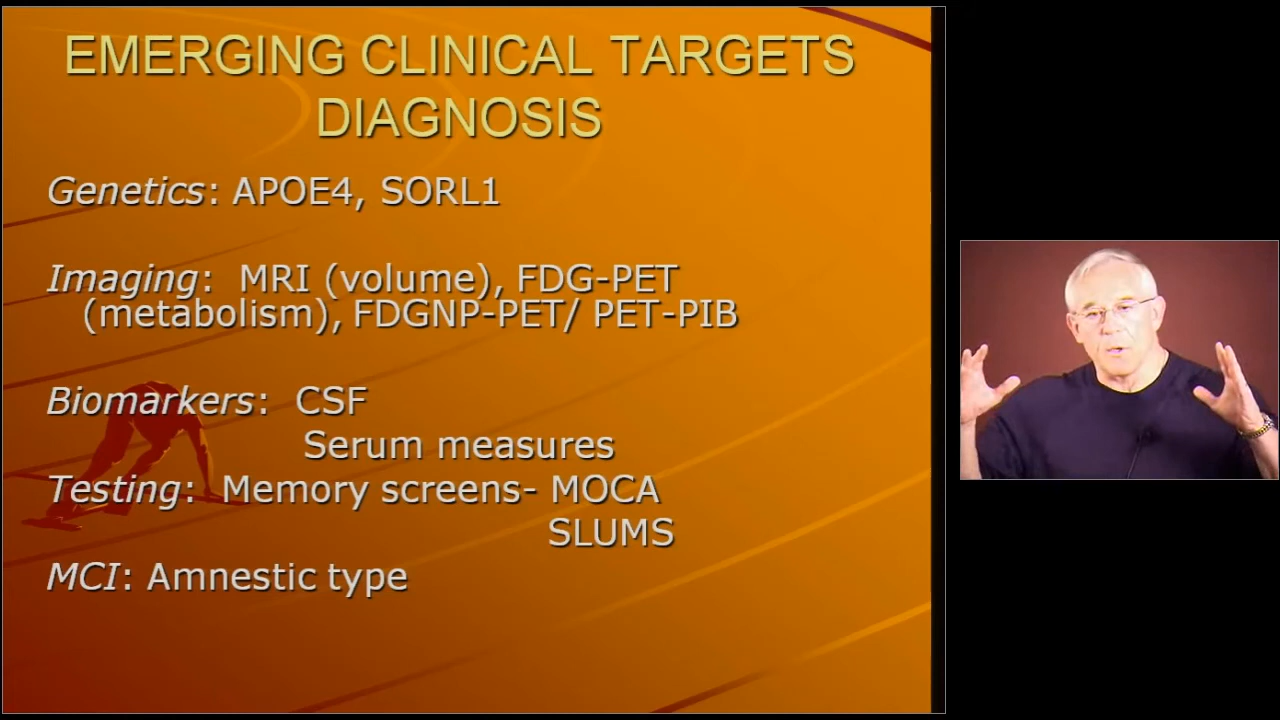 EMERGING CLINICAL TARGETS
DIAGNOSIS
Genetics: APOE4, SORL1
Imaging: MRI (volume), FDG-PET
(metabolism), FDGNP-PET/ PET-PIB
Biomarkers: CSF
Serum measures
Testing: Memory screens- MOCA
SLUMS
MCI: Amnestic type